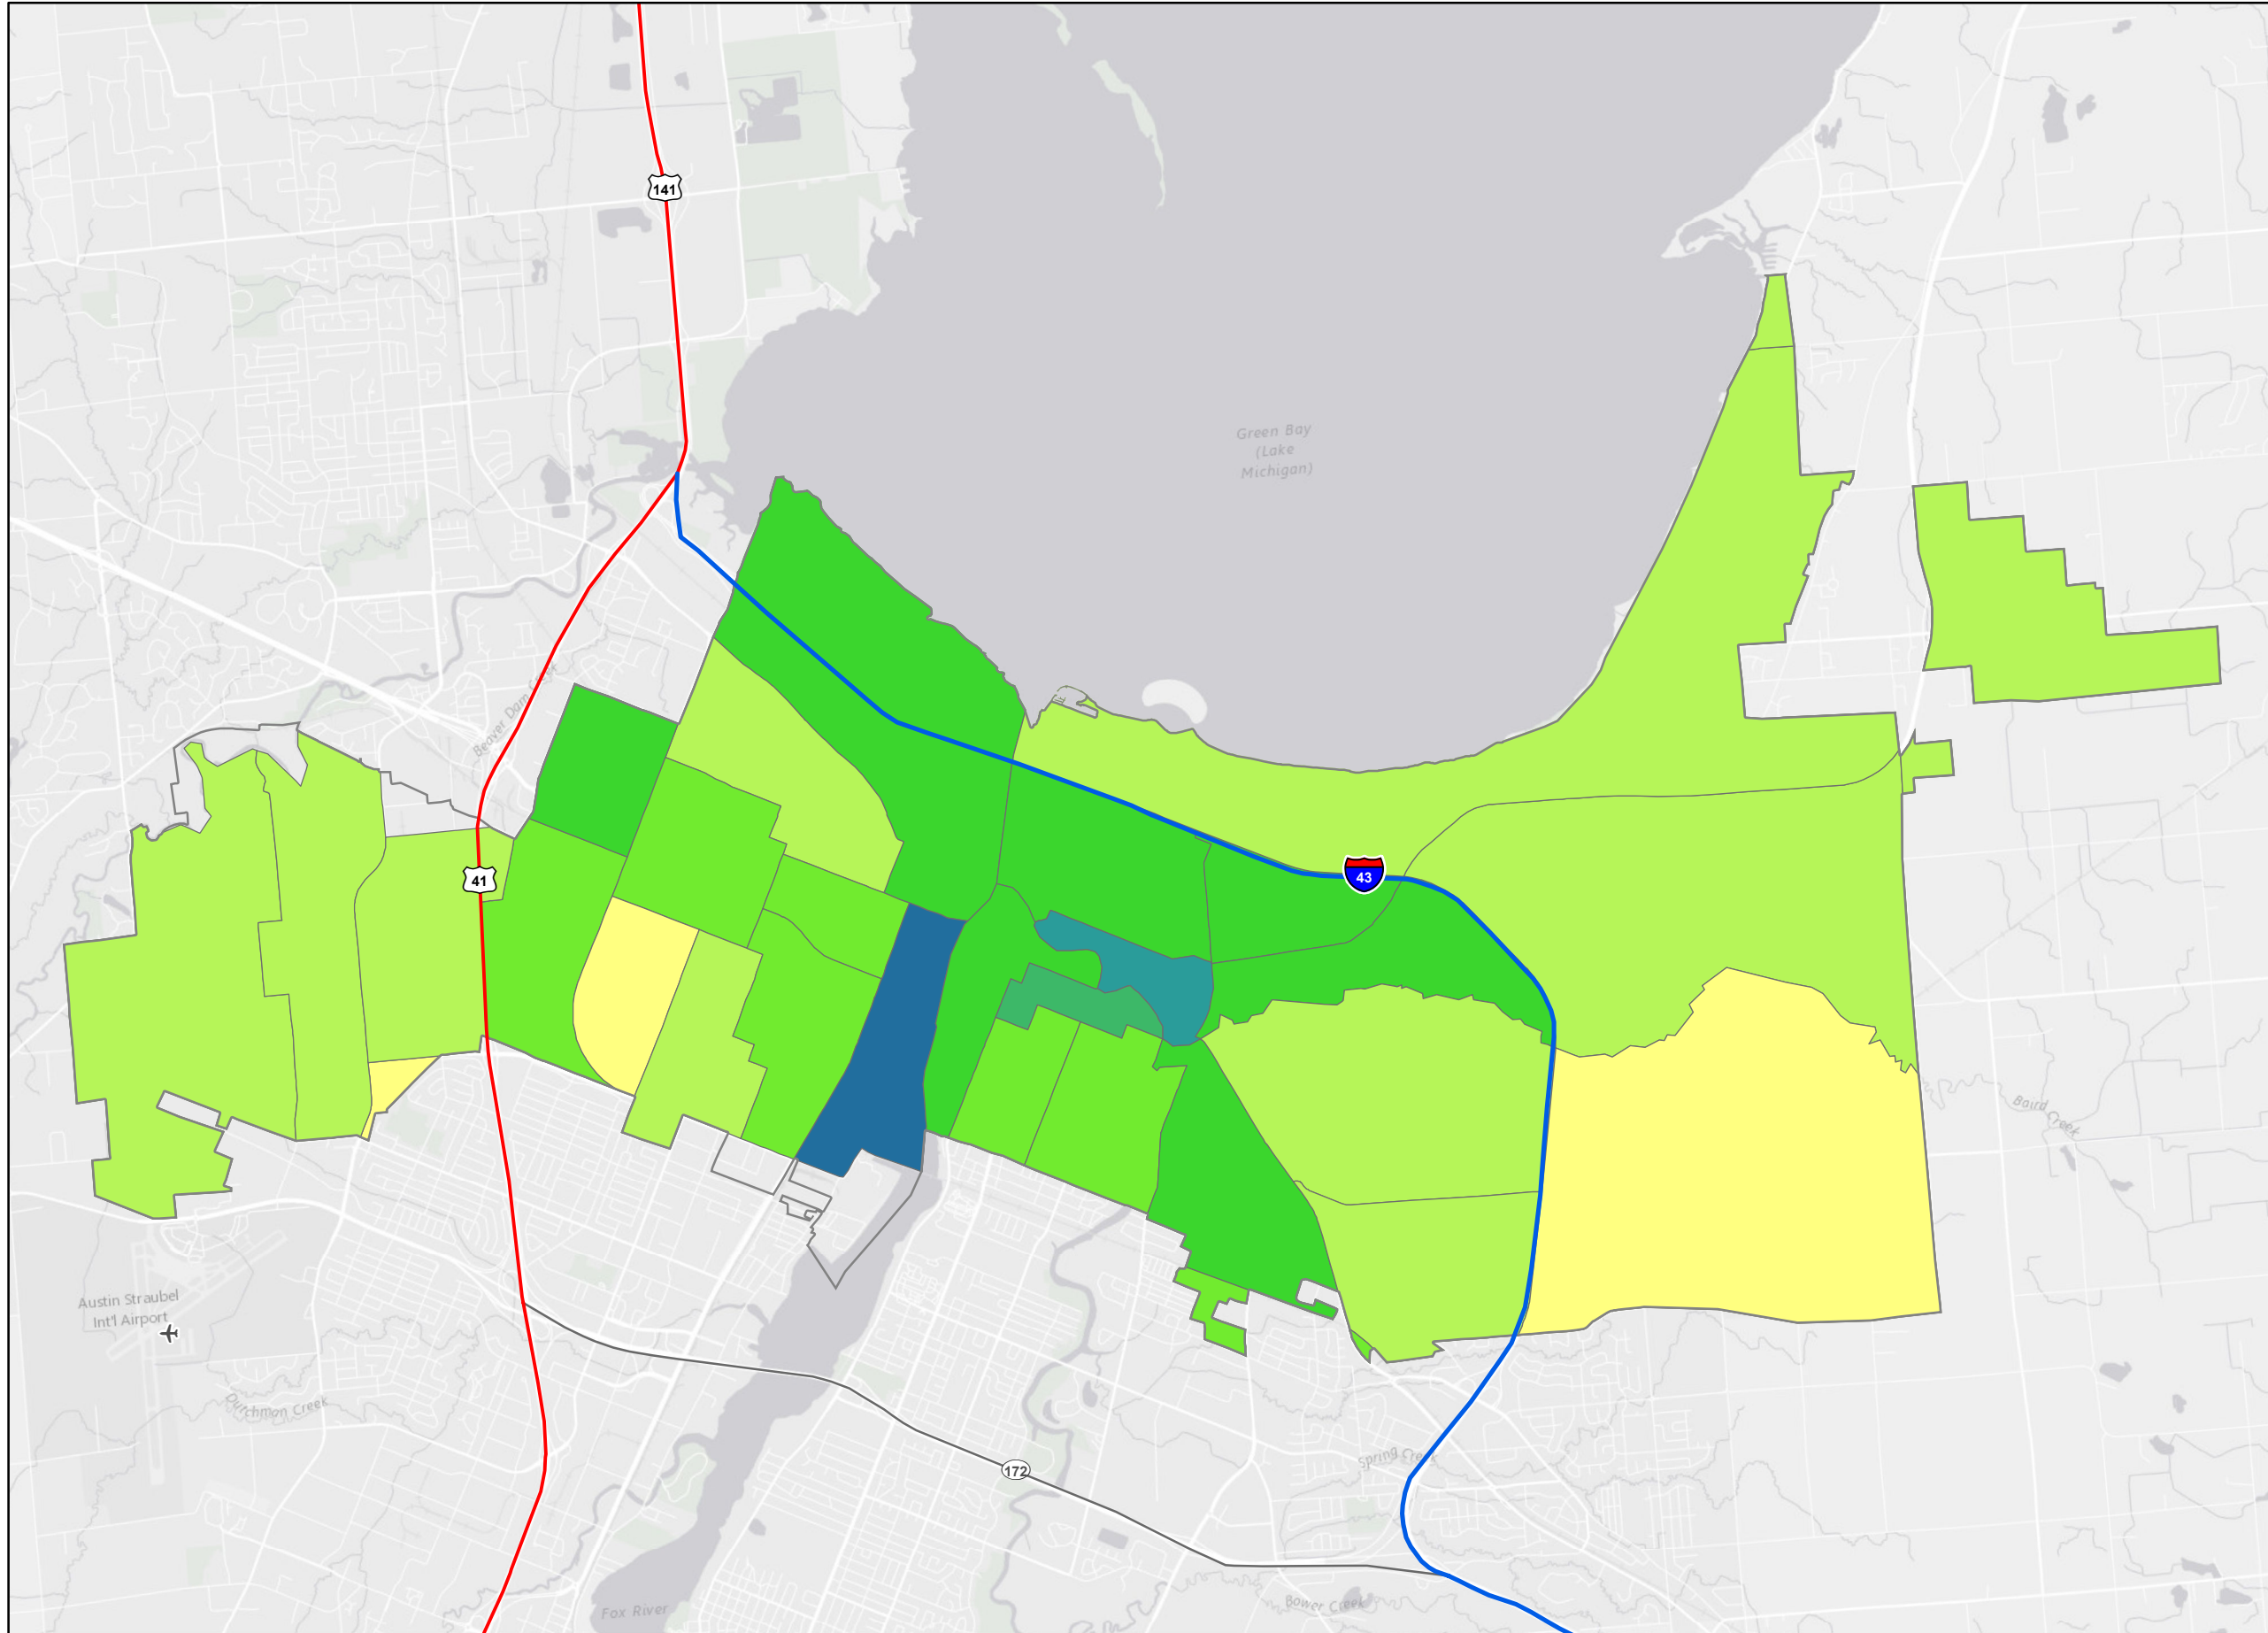 141
Green Bay
(Lake
Michigan)
Beaver Dam Creek
41
43
Baird Creek
Austin Straubel
Int'l Airport
Dutchman Creek
Spring Creek
172
Fox River
Bower Creek